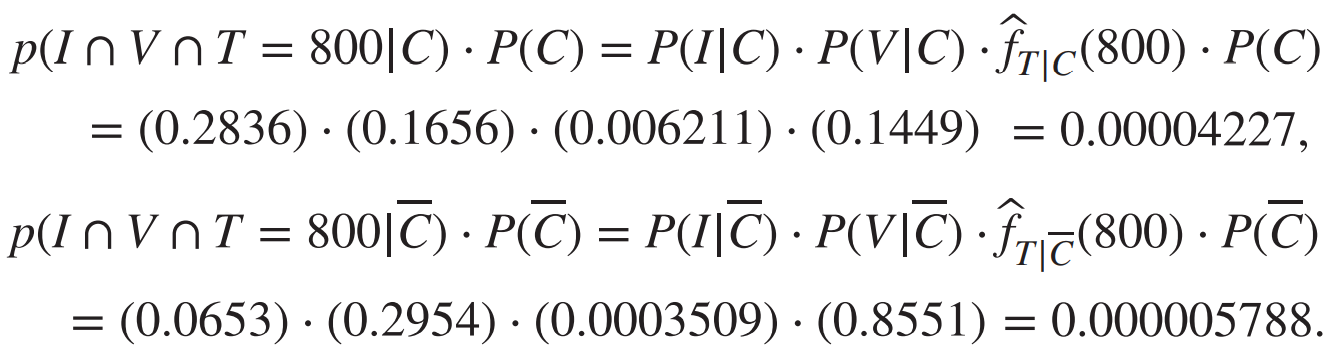 p(I ∩ V ∩ T = 800|C) · P(C) = P(I|C) · P(V|C) · f̂_{T|C}(800) · P(C)
= (0.2836) · (0.1656) · (0.006211) · (0.1449) = 0.00004227,
p(I ∩ V ∩ T = 800|C̅) · P(C̅) = P(I|C̅) · P(V|C̅) · f̂_{T|C̅}(800) · P(C̅)
= (0.0653) · (0.2954) · (0.0003509) · (0.8551) = 0.000005788.